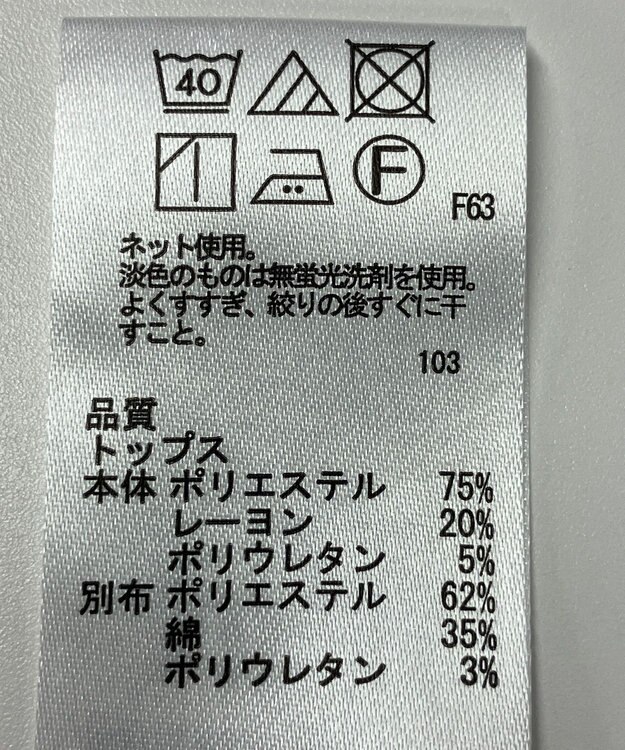 40
F
F63
ネット使用。
淡色のものは無蛍光洗剤を使用。
よくすすぎ、絞りの後すぐに干
すこと。
103
品質
トップス
本体 ポリエステル 75%
レーヨン 20%
ポリウレタン 5%
別布 ポリエステル 62%
綿 35%
ポリウレタン 3%